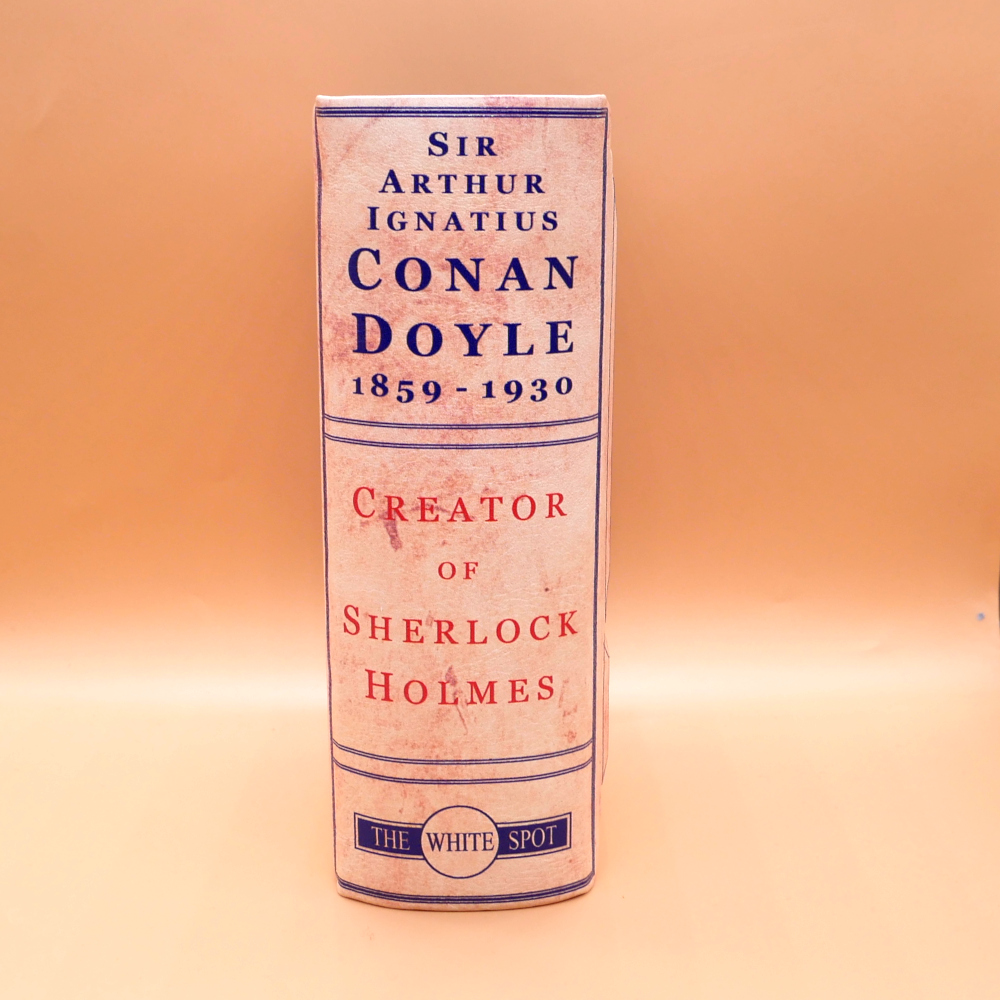 SIR
ARTHUR
IGNATIUS
CONAN
DOYLE
1859 - 1930
CREATOR
OF
SHERLOCK
HOLMES
THE WHITE SPOT